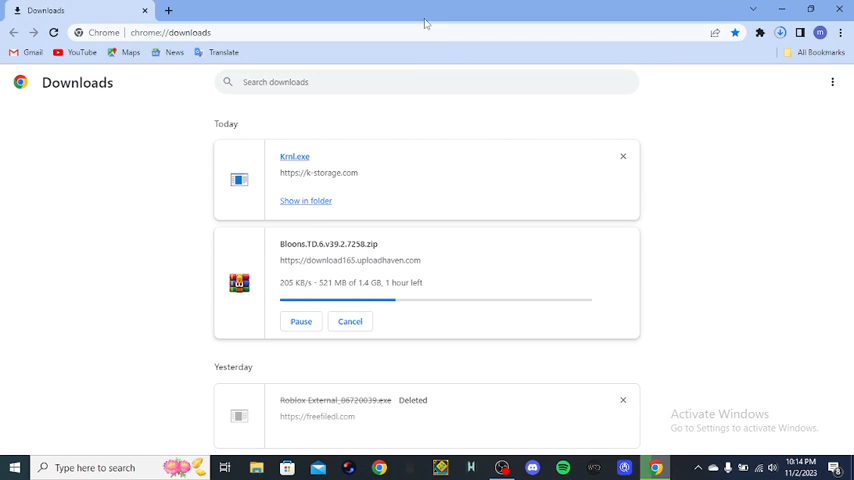 Downloads
Chrome chrome://downloads
m
Gmail YouTube Maps News Translate All Bookmarks
Downloads
Search downloads
Today
Krnl.exe
https://k-storage.com
Show in folder
Bloons.TD.6.v39.2.7258.zip
https://download165.uploadhaven.com
205 KB/s - 521 MB of 1.4 GB, 1 hour left
Pause Cancel
Yesterday
Roblox External_86720039.exe Deleted
https://freefiledl.com
Activate Windows
Go to Settings to activate Windows.
Type here to search
10:14 PM
11/2/2023
8